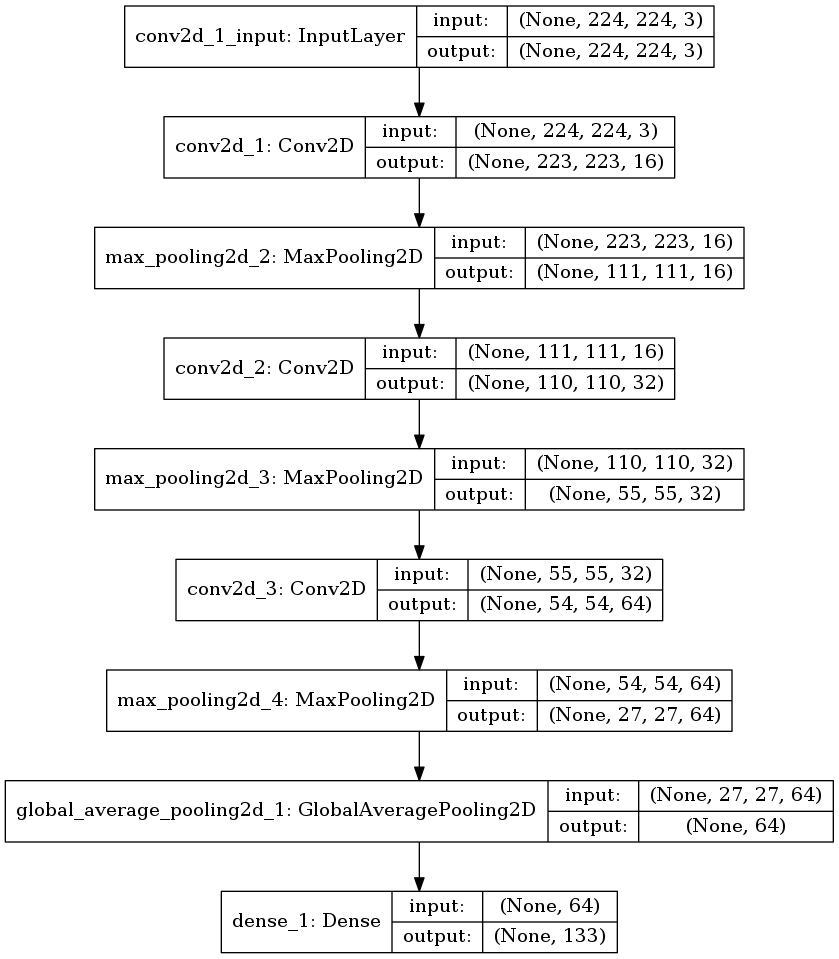 conv2d_1_input: InputLayer
input: (None, 224, 224, 3)
output: (None, 224, 224, 3)
conv2d_1: Conv2D
input: (None, 224, 224, 3)
output: (None, 223, 223, 16)
max_pooling2d_2: MaxPooling2D
input: (None, 223, 223, 16)
output: (None, 111, 111, 16)
conv2d_2: Conv2D
input: (None, 111, 111, 16)
output: (None, 110, 110, 32)
max_pooling2d_3: MaxPooling2D
input: (None, 110, 110, 32)
output: (None, 55, 55, 32)
conv2d_3: Conv2D
input: (None, 55, 55, 32)
output: (None, 54, 54, 64)
max_pooling2d_4: MaxPooling2D
input: (None, 54, 54, 64)
output: (None, 27, 27, 64)
global_average_pooling2d_1: GlobalAveragePooling2D
input: (None, 27, 27, 64)
output: (None, 64)
dense_1: Dense
input: (None, 64)
output: (None, 133)